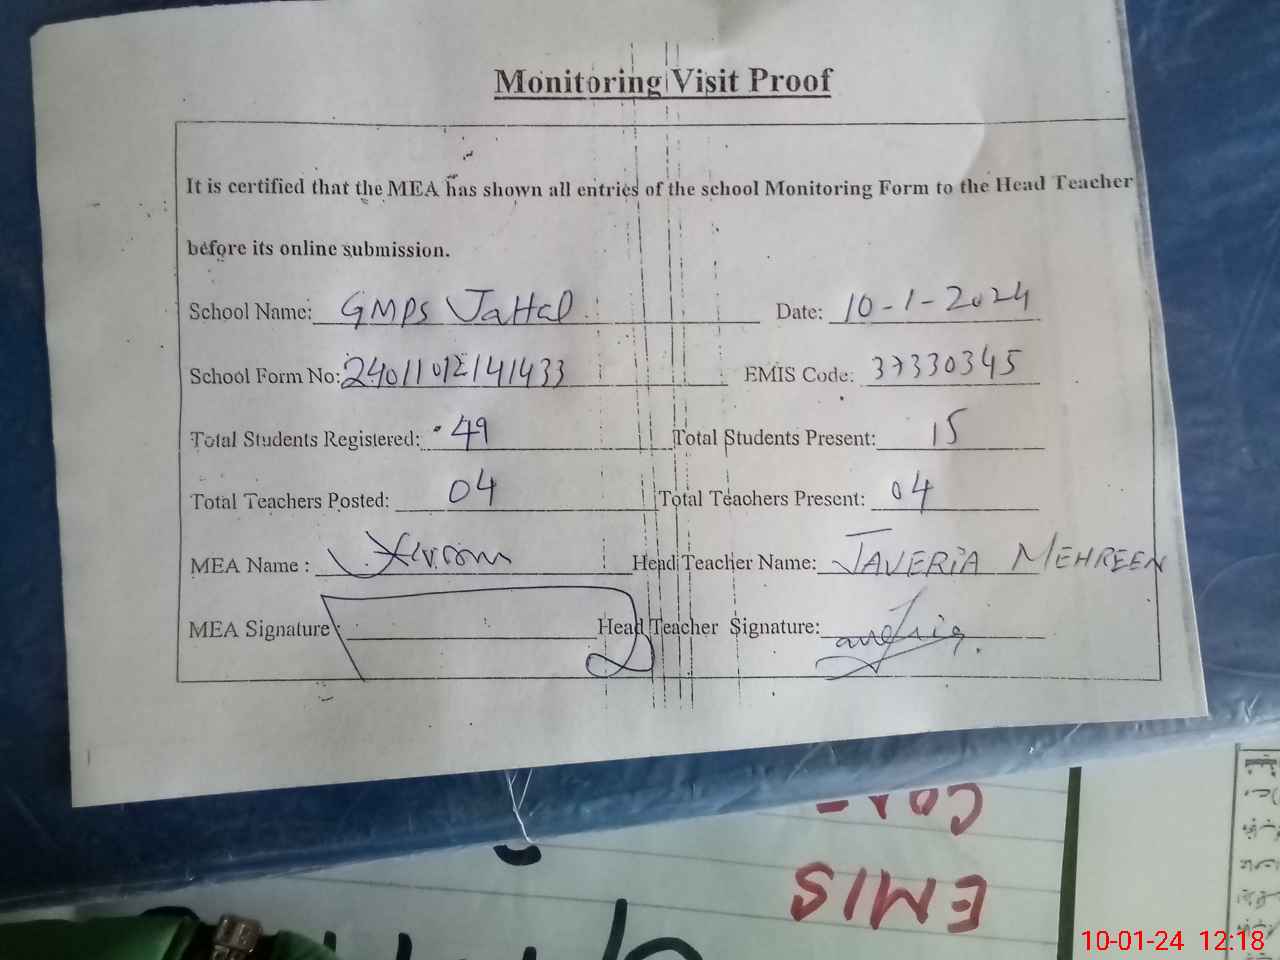 Monitoring Visit Proof
It is certified that the MEA has shown all entries of the school Monitoring Form to the Head Teacher
before its online submission.
School Name: GMPS Jattal Date: 10-1-2024
School Form No: 24011012141433 EMIS Code: 37330345
Total Students Registered: 49 Total Students Present: 15
Total Teachers Posted: 04 Total Teachers Present: 04
MEA Name : Head Teacher Name: JAVERIA MEHREEN
MEA Signature Head Teacher Signature:
EMIS
10-01-24 12:18